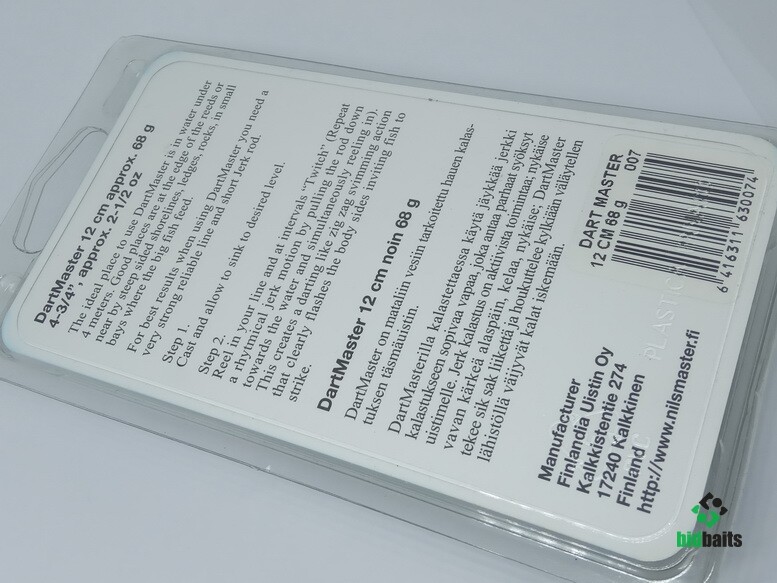 DartMaster 12 cm approx. 68 g
4-3/4", approx. 2-1/2 oz
The ideal place to use DartMaster is in water under
4 meters. Good places are at the edge of the reeds or
near by steep sided shorelines, ledges, rocks, in small
bays where the big fish feed.
For best results when using DartMaster you need a
very strong reliable line and short Jerk rod.
Step 1.
Cast and allow to sink to desired level.
Step 2.
Reel in your line and at intervals "Twitch" (Repeat
a rhytmical jerk motion by pulling the rod down
towards the water and simultaneously reeling in).
This creates a darting like zig zag swimming action
that clearly flashes the body sides inviting fish to
strike.
DartMaster 12 cm noin 68 g
DartMaster on mataliin vesiin tarkoitettu hauen kalas-
tuksen täsmäuistin.
DartMasterilla kalastettaessa käytä jäykkää jerkki
kalastukseen sopivaa vapaa, joka antaa parhaat syöksyt
uistimelle. Jerk kalastus on aktiivista toimintaa, nykäise
vavan kärkeä alaspäin, kelaa, nykäise; DartMaster
tekee sik sak liikettä ja houkuttelee kylkiään väläytellen
lähistöllä väijyvät kalat iskemään.
Manufacturer
Finlandia Uistin Oy
Kalkkistentie 274
17240 Kalkkinen
Finland
http://www.nilsmaster.fi
DART MASTER
12 CM 68 g 007
6 416311 630074
PLASTIC
bigbaits